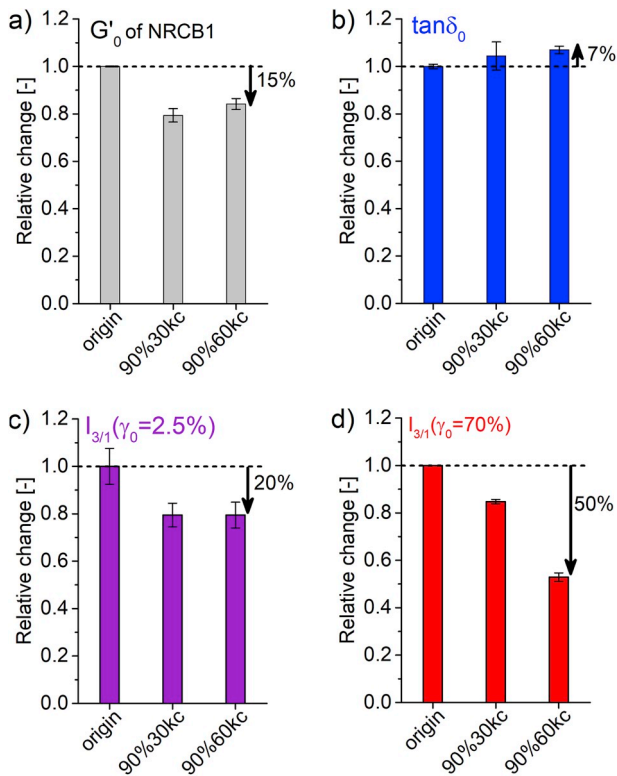 a)
G'₀ of NRCB1
Relative change [-]
1.2
1.0
0.8
0.6
0.4
0.2
0.0
15%
origin
90%30kc
90%60kc
b)
tanδ₀
Relative change [-]
1.2
1.0
0.8
0.6
0.4
0.2
0.0
7%
origin
90%30kc
90%60kc
c)
I₃/₁(γ₀=2.5%)
Relative change [-]
1.2
1.0
0.8
0.6
0.4
0.2
0.0
20%
origin
90%30kc
90%60kc
d)
I₃/₁(γ₀=70%)
Relative change [-]
1.2
1.0
0.8
0.6
0.4
0.2
0.0
50%
origin
90%30kc
90%60kc